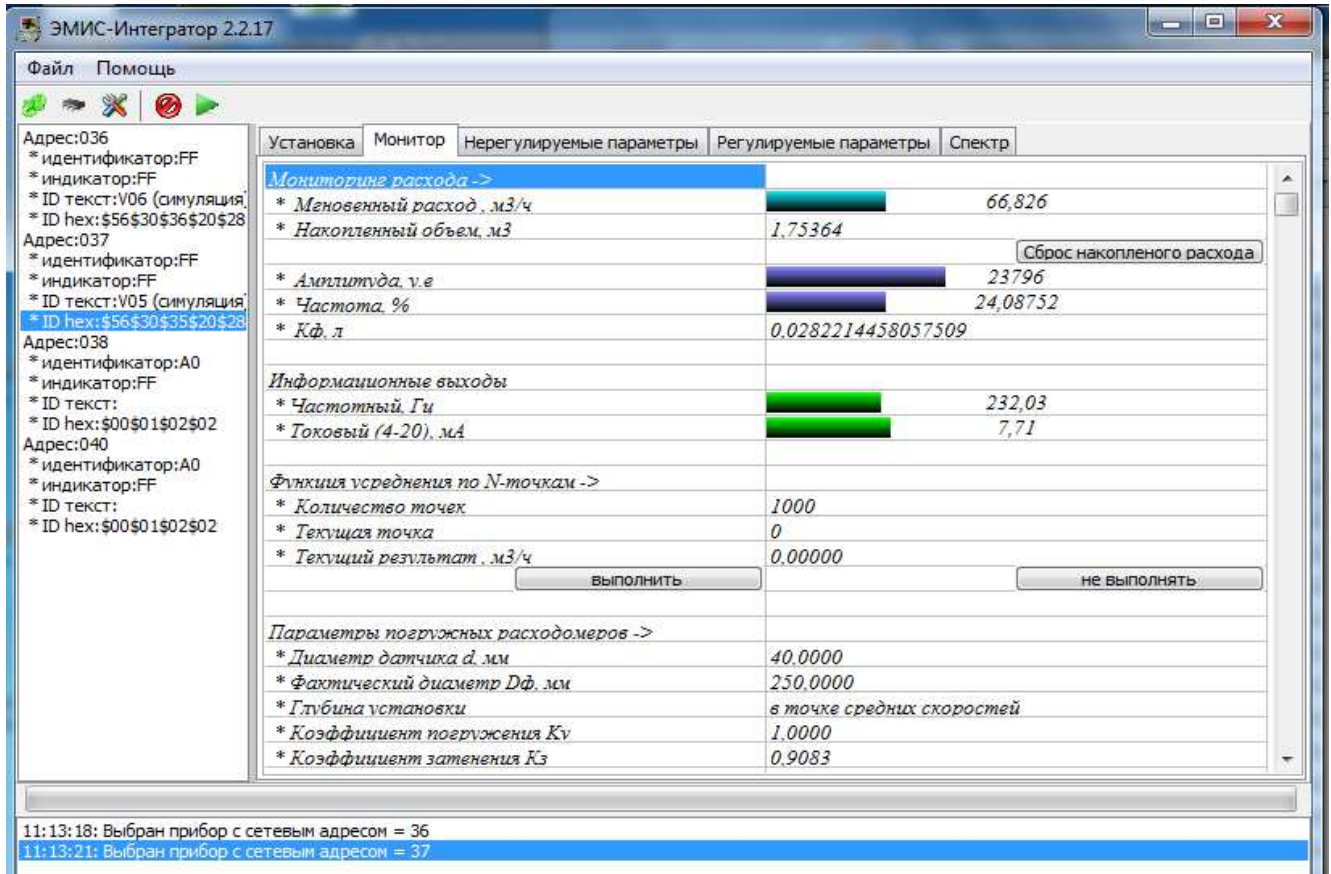 ЭМИС-Интегратор 2.2.17
Файл Помощь
Адрес:036
* идентификатор:FF
* индикатор:FF
* ID текст:V06 (симуляция)
* ID hex:$56$30$36$20$28
Адрес:037
* идентификатор:FF
* индикатор:FF
* ID текст:V05 (симуляция)
* ID hex:$56$30$35$20$28
Адрес:038
* идентификатор:A0
* индикатор:FF
* ID текст:
* ID hex:$00$01$02$02
Адрес:040
* идентификатор:A0
* индикатор:FF
* ID текст:
* ID hex:$00$01$02$02
Установка Монитор Нерегулируемые параметры Регулируемые параметры Спектр
Мониторинг расхода ->
* Мгновенный расход , м3/ч 66,826
* Накопленный объем, м3 1,75364
Сброс накопленого расхода
* Амплитуда, у.е 23796
* Частота, % 24,08752
* Кф, л 0,0282214458057509
Информационные выходы
* Частотный, Гц 232,03
* Токовый (4-20), мА 7,71
Функция усреднения по N-точкам ->
* Количество точек 1000
* Текущая точка 0
* Текущий результат , м3/ч 0,00000
выполнить не выполнять
Параметры погружных расходомеров ->
* Диаметр датчика d, мм 40,0000
* Фактический диаметр Dф, мм 250,0000
* Глубина установки в точке средних скоростей
* Коэффициент погружения Kv 1,0000
* Коэффициент затенения Кз 0,9083
11:13:18: Выбран прибор с сетевым адресом = 36
11:13:21: Выбран прибор с сетевым адресом = 37